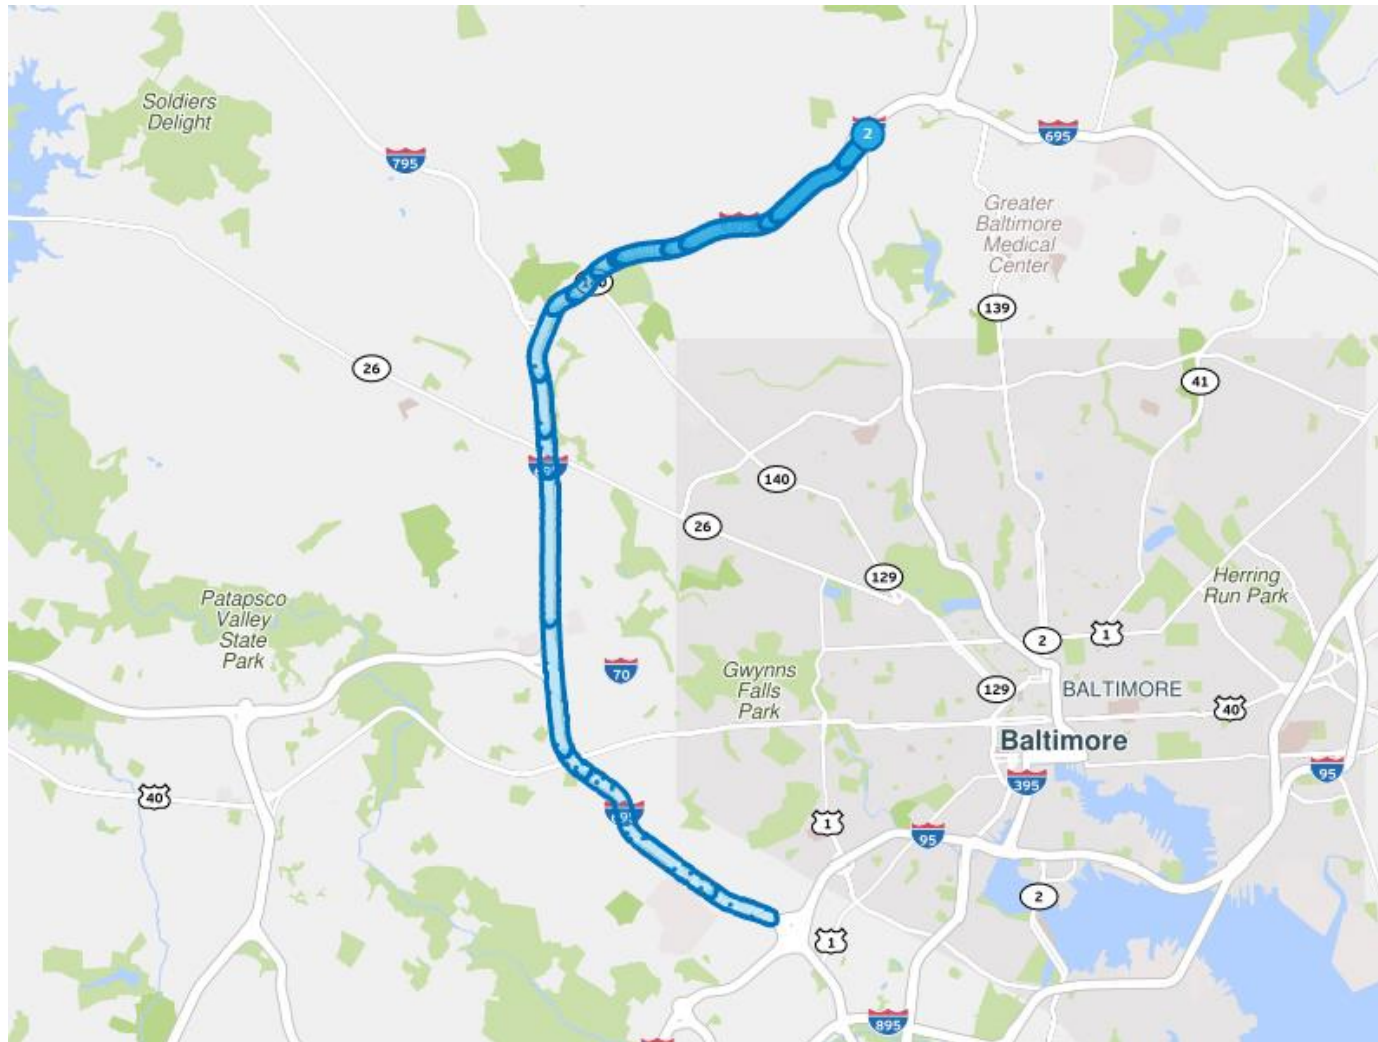 Soldiers
Delight
795
2
695
Greater
Baltimore
Medical
Center
139
26
41
140
26
129
Herring
Run Park
Patapsco
Valley
State
Park
2
1
70
Gwynns
Falls
Park
129
BALTIMORE
40
Baltimore
40
395
95
1
95
2
1
895